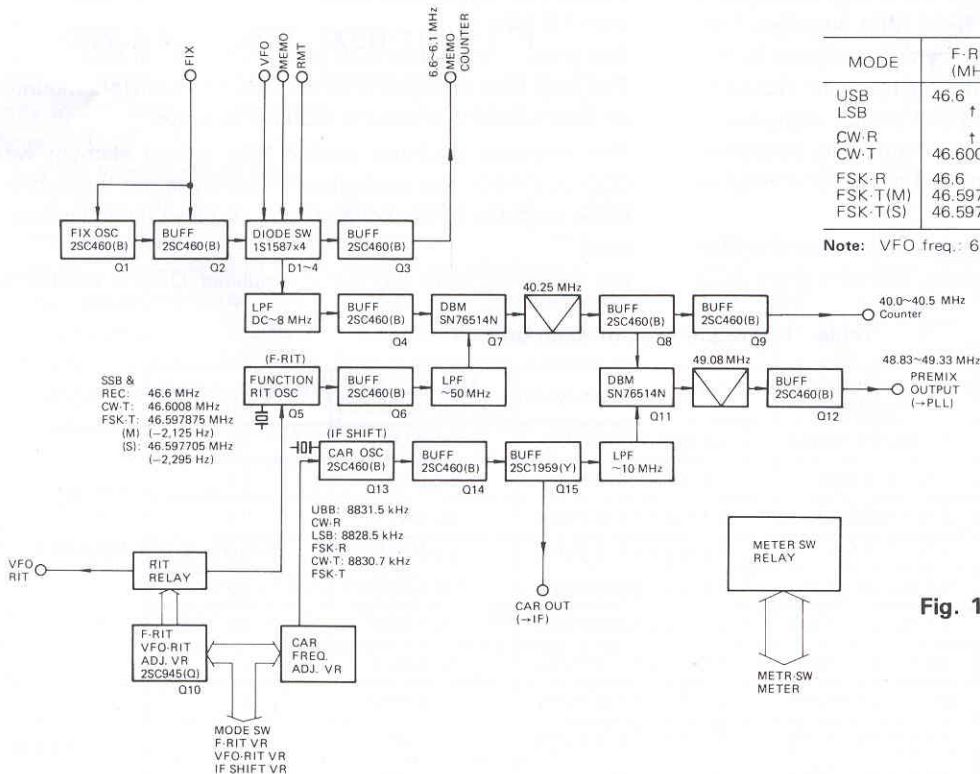 FIX
VFO
MEMO
RMT
6.6~6.1 MHz
MEMO
COUNTER
FIX OSC
2SC460(B)
Q1
BUFF
2SC460(B)
Q2
DIODE SW
1S1587x4
D1~4
BUFF
2SC460(B)
Q3
MODE
F-R
(MH
USB
46.6
LSB
↑
CW-R
↑
CW-T
46.600
FSK-R
46.6
FSK-T(M)
46.597
FSK-T(S)
46.597
Note: VFO freq.: 6
LPF
DC~8 MHz
BUFF
2SC460(B)
Q4
DBM
SN76514N
Q7
40.25 MHz
BUFF
2SC460(B)
Q8
BUFF
2SC460(B)
Q9
40.0~40.5 MHz
Counter
(F-RIT)
FUNCTION
RIT OSC
Q5
BUFF
2SC460(B)
Q6
LPF
~50 MHz
DBM
SN76514N
Q11
49.08 MHz
BUFF
2SC460(B)
Q12
48.83~49.33 MHz
PREMIX
OUTPUT
(→PLL)
SSB &
REC: 46.6 MHz
CW-T: 46.6008 MHz
FSK-T: 46.597875 MHz
(M) (−2,125 Hz)
(S): 46.597705 MHz
(−2,295 Hz)
(IF SHIFT)
CAR OSC
2SC460(B)
Q13
BUFF
2SC460(B)
Q14
BUFF
2SC1959(Y)
Q15
LPF
~10 MHz
UBB: 8831.5 kHz
CW-R
LSB: 8828.5 kHz
FSK-R
CW-T: 8830.7 kHz
FSK-T
VFO
RIT
RIT
RELAY
F-RIT
VFO-RIT
ADJ. VR
2SC945(Q)
Q10
CAR
FREQ.
ADJ. VR
MODE SW
F-RIT VR
VFO-RIT VR
IF SHIFT VR
CAR OUT
(→IF)
METER SW
RELAY
METR-SW
METER
Fig. 1